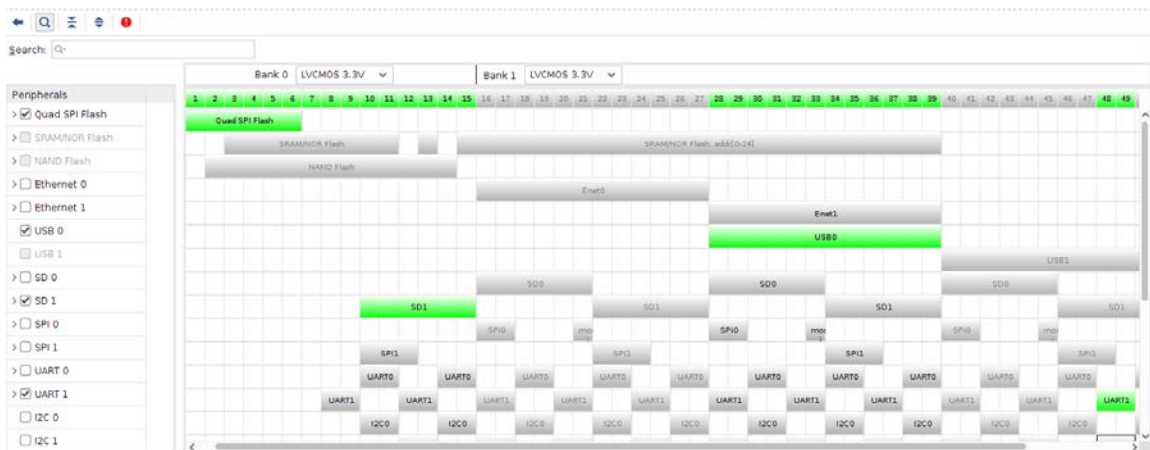 Search:
Bank 0 LVCMOS 3.3V Bank 1 LVCMOS 3.3V
Peripherals 1 2 3 4 5 6 7 8 9 10 11 12 13 14 15 16 17 18 19 20 21 22 23 24 25 26 27 28 29 30 31 32 33 34 35 36 37 38 39 40 41 42 43 44 45 46 47 48 49
Quad SPI Flash Quad SPI Flash
SRAM/NOR Flash SRAM/NOR Flash SRAM/NOR Flash, addr[0-24]
NAND Flash NAND Flash
Ethernet 0 Enet0
Ethernet 1 Enet1
USB 0 USB0
USB 1 USB1
SD 0 SD0 SD0 SD0
SD 1 SD1 SD1 SD1 SD1
SPI 0 SPI0 mo SPI0 mo SPI0 mo
SPI 1 SPI1 SPI1 SPI1 SPI1
UART 0 UART0 UART0 UART0 UART0 UART0 UART0 UART0 UART0 UART0 UART0
UART 1 UART1 UART1 UART1 UART1 UART1 UART1 UART1 UART1 UART1 UART1 UART1
I2C 0 I2C0 I2C0 I2C0 I2C0 I2C0 I2C0 I2C0 I2C0 I2C0 I2C0
I2C 1